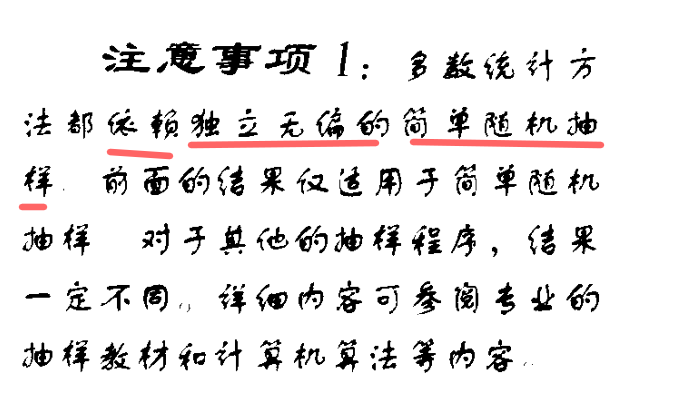 注意事项1：多数统计方
法都依赖独立无偏的简单随机抽
样．前面的结果仅适用于简单随机
抽样 对于其他的抽样程序，结果
一定不同。详细内容可参阅专业的
抽样教材和计算机算法等内容。